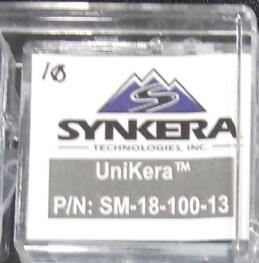 18
SYNKERA
TECHNOLOGIES, INC.
UniKera™
P/N: SM-18-100-13